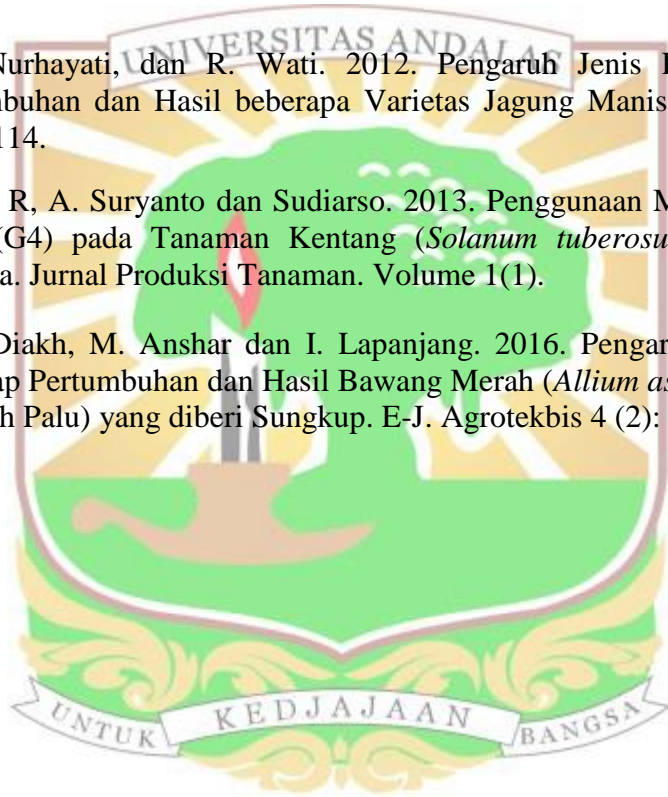 UNIVERSITAS ANDALAS
Nurhayati, dan R. Wati. 2012. Pengaruh Jenis
buhan dan Hasil beberapa Varietas Jagung Manis
114.
R, A. Suryanto dan Sudiarso. 2013. Penggunaan M
(G4) pada Tanaman Kentang (Solanum tuberosu
a. Jurnal Produksi Tanaman. Volume 1(1).
Diakh, M. Anshar dan I. Lapanjang. 2016. Pengar
ap Pertumbuhan dan Hasil Bawang Merah (Allium as
h Palu) yang diberi Sungkup. E-J. Agrotekbis 4 (2):
UNTUK KEDJAJAAN BANGSA